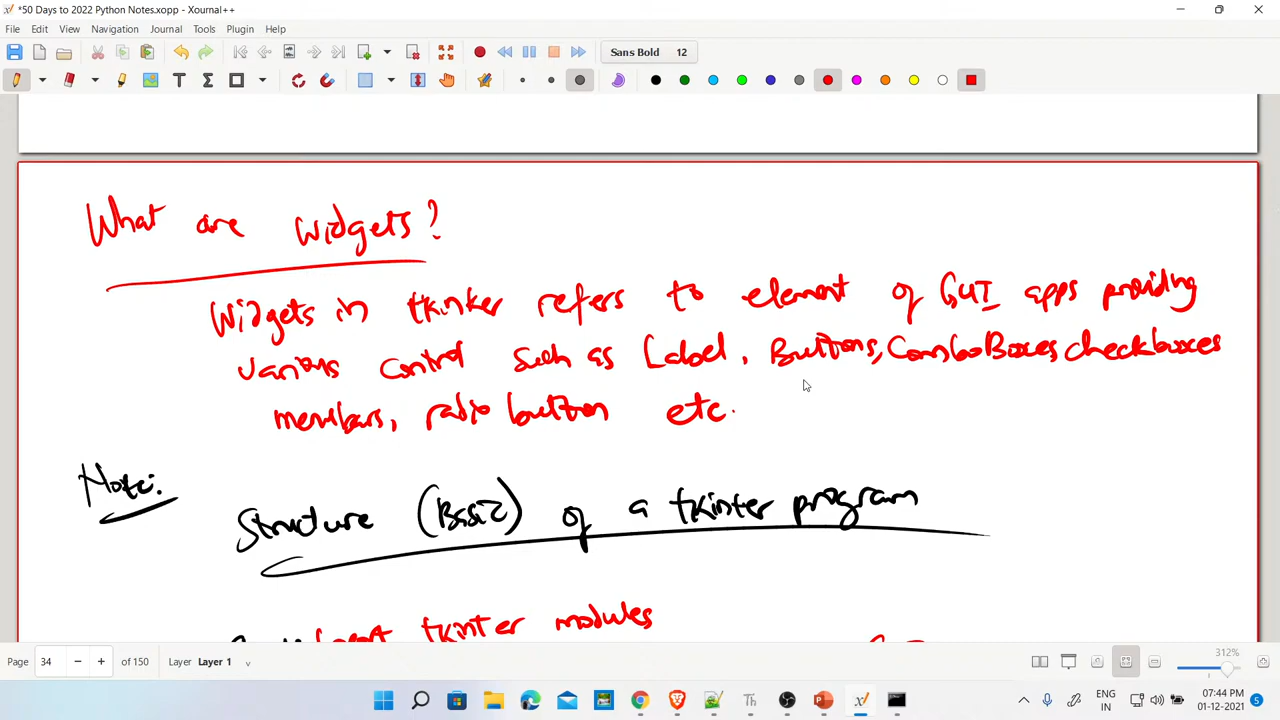 *50 Days to 2022 Python Notes.xopp - Xournal++
File Edit View Navigation Journal Tools Plugin Help
Sans Bold 12
What are widgets?
Widgets in tkinker refers to element of GUI apps providing
various control such as Label, Buttons, ComboBoxes checkboxes
menubars, radio button etc.
Note:
Structure (Basic) of a tkinter program
tkinter modules
Page 34 of 150 Layer Layer 1 312%
ENG 07:44 PM
IN 01-12-2021 5